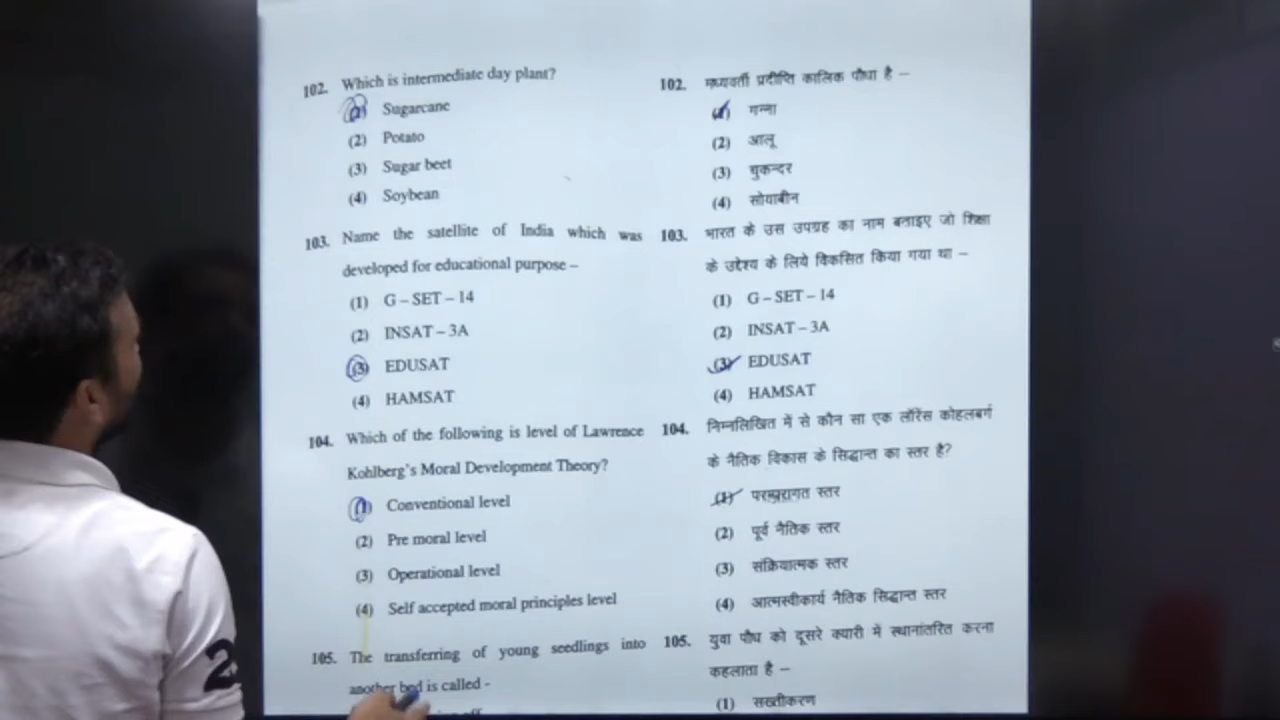 102. Which is intermediate day plant?
(1) Sugarcane
(2) Potato
(3) Sugar beet
(4) Soybean
103. Name the satellite of India which was
developed for educational purpose –
(1) G – SET – 14
(2) INSAT – 3A
(3) EDUSAT
(4) HAMSAT
104. Which of the following is level of Lawrence
Kohlberg's Moral Development Theory?
(1) Conventional level
(2) Pre moral level
(3) Operational level
(4) Self accepted moral principles level
105. The transferring of young seedlings into
another bed is called -
102. मध्यवर्ती प्रदीप्ति कालिक पौधा है –
(1) गन्ना
(2) आलू
(3) चुकन्दर
(4) सोयाबीन
103. भारत के उस उपग्रह का नाम बताइए जो शिक्षा
के उद्देश्य के लिये विकसित किया गया था –
(1) G – SET – 14
(2) INSAT – 3A
(3) EDUSAT
(4) HAMSAT
104. निम्नलिखित में से कौन सा एक लॉरेंस कोहलबर्ग
के नैतिक विकास के सिद्धान्त का स्तर है?
(1) परम्परागत स्तर
(2) पूर्व नैतिक स्तर
(3) संक्रियात्मक स्तर
(4) आत्मस्वीकार्य नैतिक सिद्धान्त स्तर
105. युवा पौध को दूसरे क्यारी में स्थानांतरित करना
कहलाता है –
(1) सख्तीकरण
2